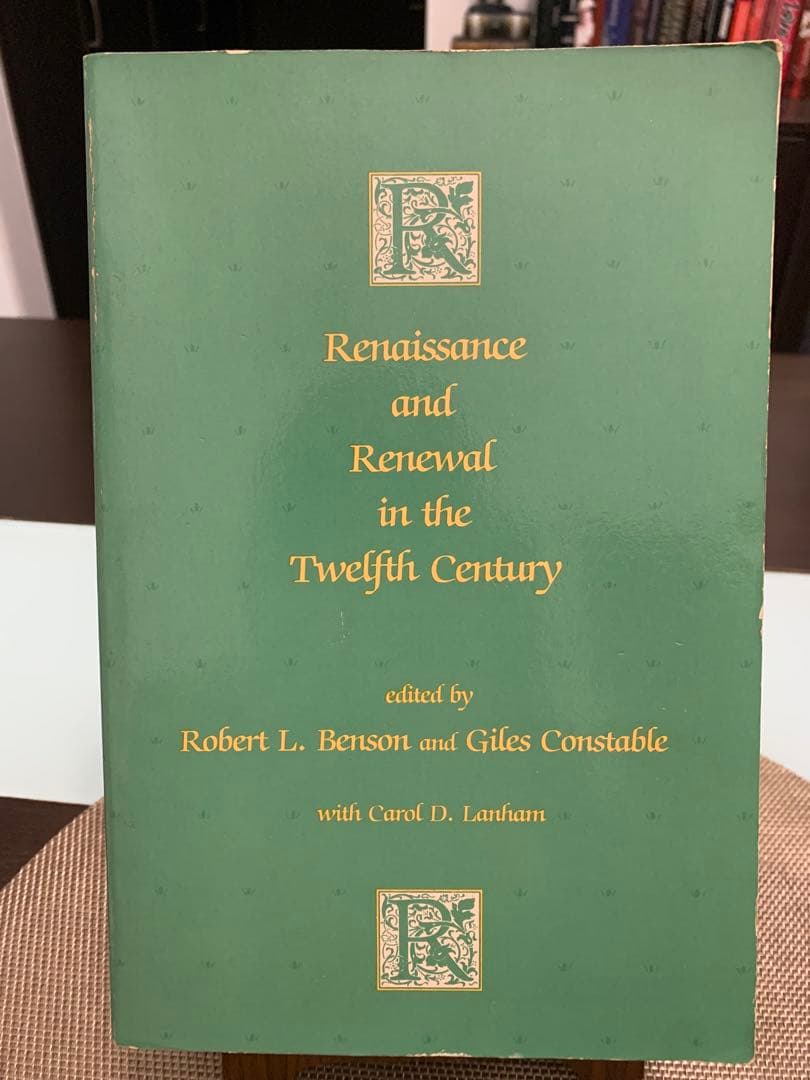 R
Renaissance
and
Renewal
in the
Twelfth Century
edited by
Robert L. Benson and Giles Constable
with Carol D. Lanham
R